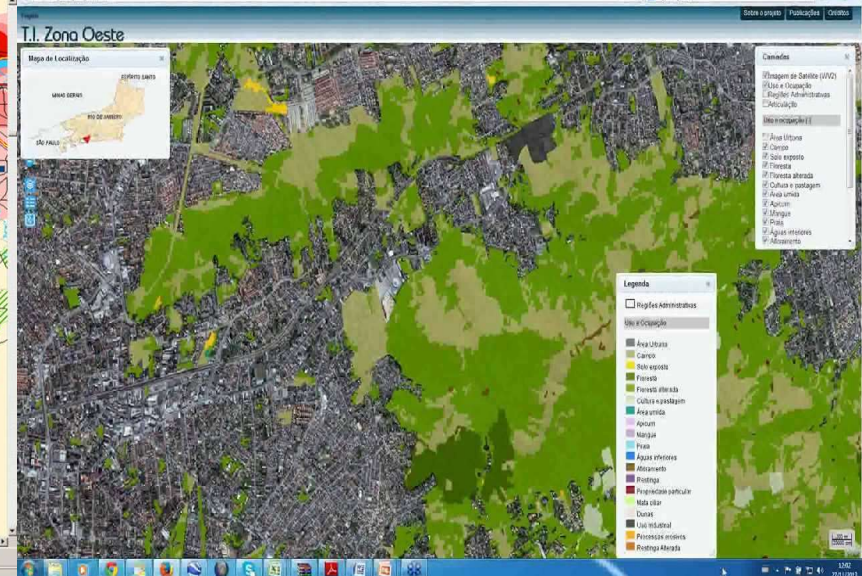 Sobre o projeto
Publicações
Créditos
T.I. Zona Oeste
Mapa de Localização
ESPÍRITO SANTO
MINAS GERAIS
RIO DE JANEIRO
SÃO PAULO
Camadas
Imagem de Satélite (WV2)
Uso e Ocupação
Regiões Administrativas
Articulação
Uso e ocupação [-]
Área Urbana
Campo
Solo exposto
Floresta
Floresta alterada
Cultura e pastagem
Área úmida
Apicum
Mangue
Praia
Águas interiores
Afloramento
Legenda
Regiões Administrativas
Uso e Ocupação
Área Urbana
Campo
Solo exposto
Floresta
Floresta alterada
Cultura e pastagem
Área úmida
Apicum
Mangue
Praia
Águas interiores
Afloramento
Restinga
Propriedade particular
Mata ciliar
Dunas
Uso Industrial
Processos erosivos
Restinga Alterada
12:02